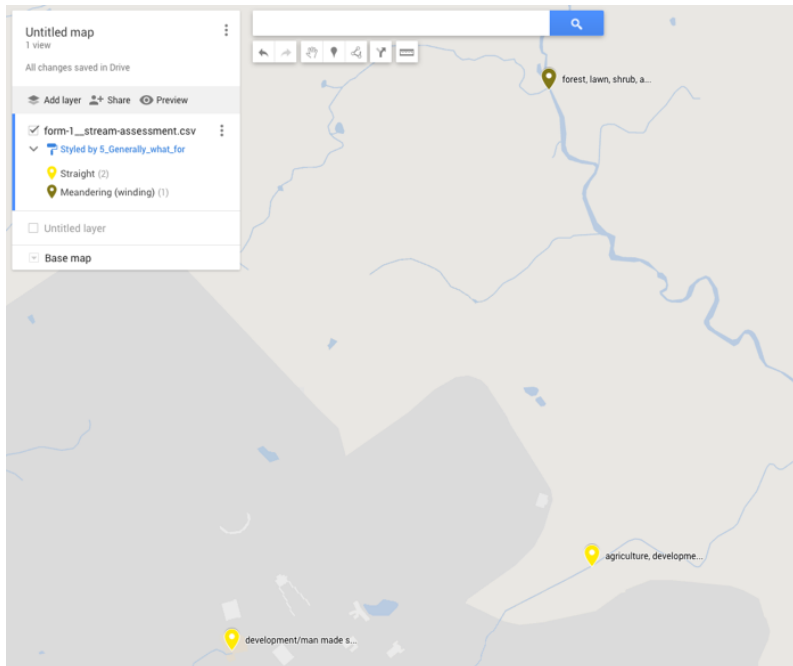 Untitled map
1 view
All changes saved in Drive
Add layer Share Preview
form-1__stream-assessment.csv
Styled by 5_Generally_what_for
Straight (2)
Meandering (winding) (1)
Untitled layer
Base map
forest, lawn, shrub, a...
agriculture, developme...
development/man made s...